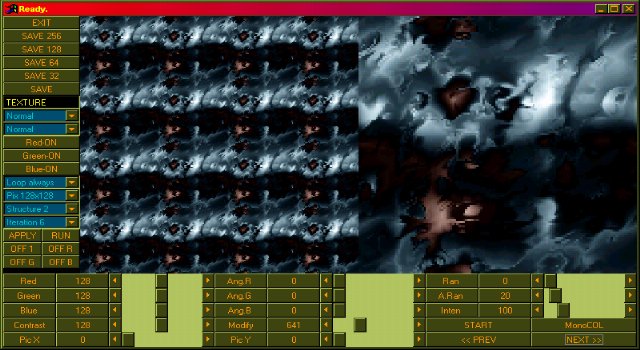 Ready.
EXIT
SAVE 256
SAVE 128
SAVE 64
SAVE 32
SAVE
TEXTURE
Normal
Normal
Red-ON
Green-ON
Blue-ON
Loop always
Pix 128x128
Structure 2
Iteration 6
APPLY RUN
OFF 1 OFF R
OFF G OFF B
Red 128 Ang.R 0 Ran 0
Green 128 Ang.G 0 A.Ran 20
Blue 128 Ang.B 0 Inten 100
Contrast 128 Modify 641 START MonoCOL
Pic X 0 Pic Y 0 << PREV NEXT >>